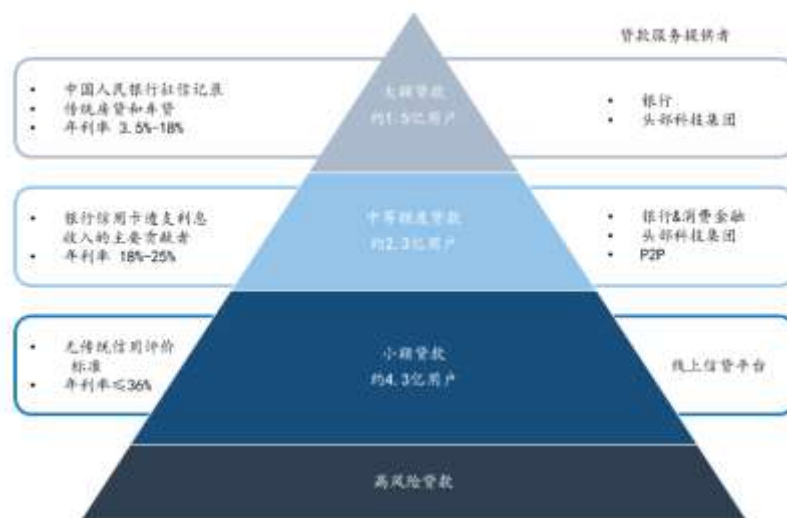 贷款服务提供者
• 中国人民银行征信记录
• 传统房贷和车贷
• 年利率 3.5%-18%
大额贷款
约1.5亿用户
• 银行
• 头部科技集团
• 银行信用卡透支利息
收入的主要贡献者
• 年利率 18%-25%
中等额度贷款
约2.3亿用户
• 银行&消费金融
• 头部科技集团
• P2P
• 无传统信用评价
标准
• 年利率≤36%
小额贷款
约4.3亿用户
线上信贷平台
高风险贷款